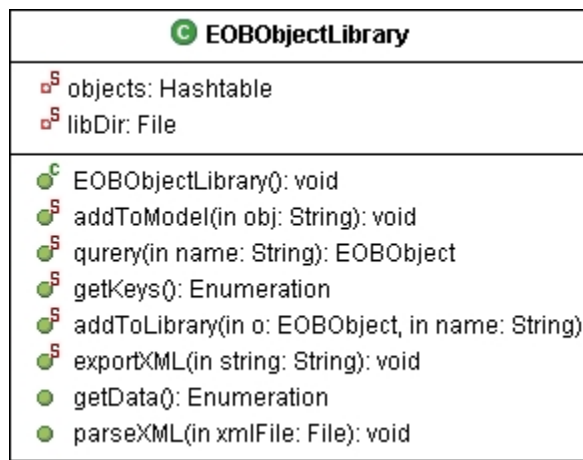 C EOBObjectLibrary
S objects: Hashtable
S libDir: File
C EOBObjectLibrary(): void
S addToModel(in obj: String): void
S qurery(in name: String): EOBObject
S getKeys(): Enumeration
S addToLibrary(in o: EOBObject, in name: String)
S exportXML(in string: String): void
getData(): Enumeration
parseXML(in xmlFile: File): void